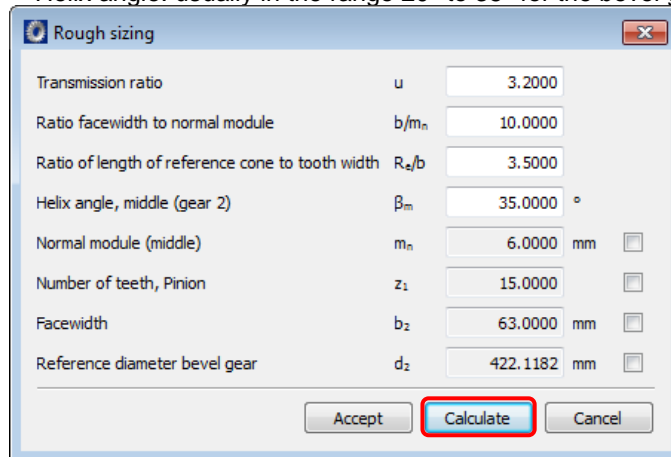 Rough sizing
Transmission ratio u 3.2000
Ratio facewidth to normal module b/mₙ 10.0000
Ratio of length of reference cone to tooth width Rₑ/b 3.5000
Helix angle, middle (gear 2) βₘ 35.0000 °
Normal module (middle) mₙ 6.0000 mm
Number of teeth, Pinion z₁ 15.0000
Facewidth b₂ 63.0000 mm
Reference diameter bevel gear d₂ 422.1182 mm
Accept Calculate Cancel